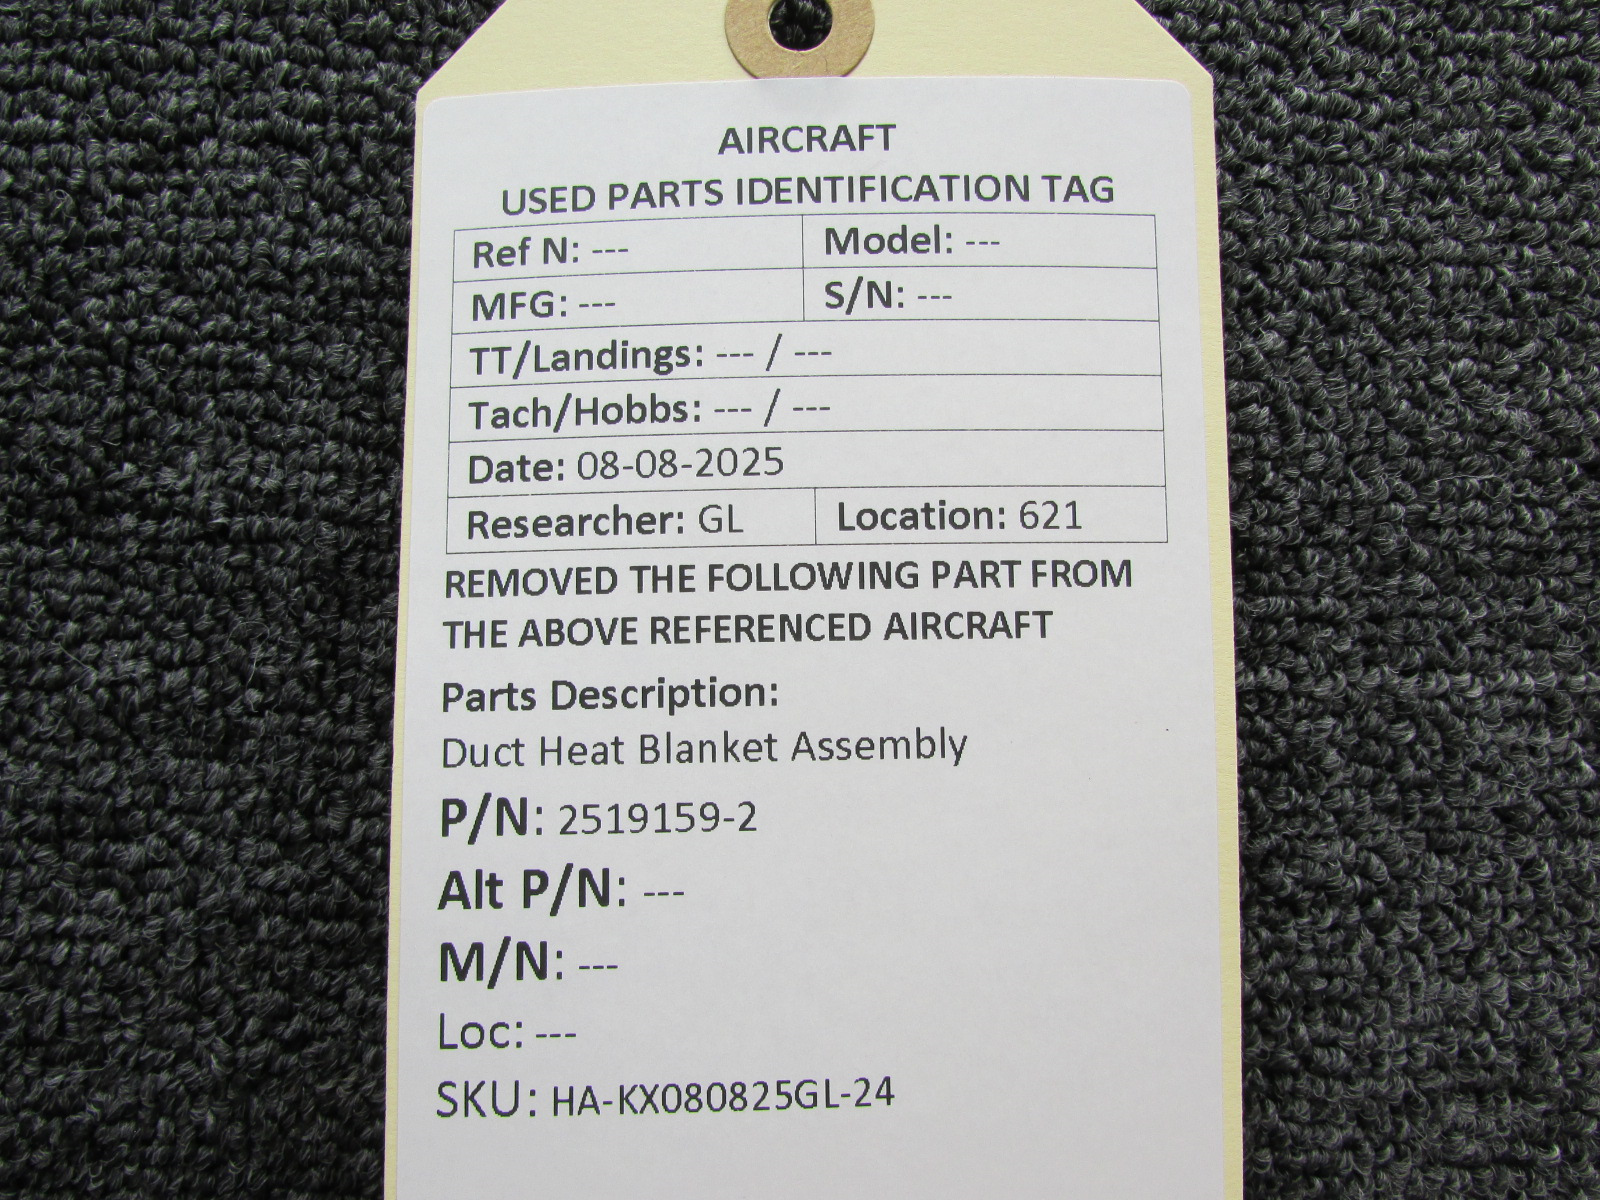 AIRCRAFT
USED PARTS IDENTIFICATION TAG
Ref N: --- Model: ---
MFG: --- S/N: ---
TT/Landings: --- / ---
Tach/Hobbs: --- / ---
Date: 08-08-2025
Researcher: GL Location: 621
REMOVED THE FOLLOWING PART FROM
THE ABOVE REFERENCED AIRCRAFT
Parts Description:
Duct Heat Blanket Assembly
P/N: 2519159-2
Alt P/N: ---
M/N: ---
Loc: ---
SKU: HA-KX080825GL-24